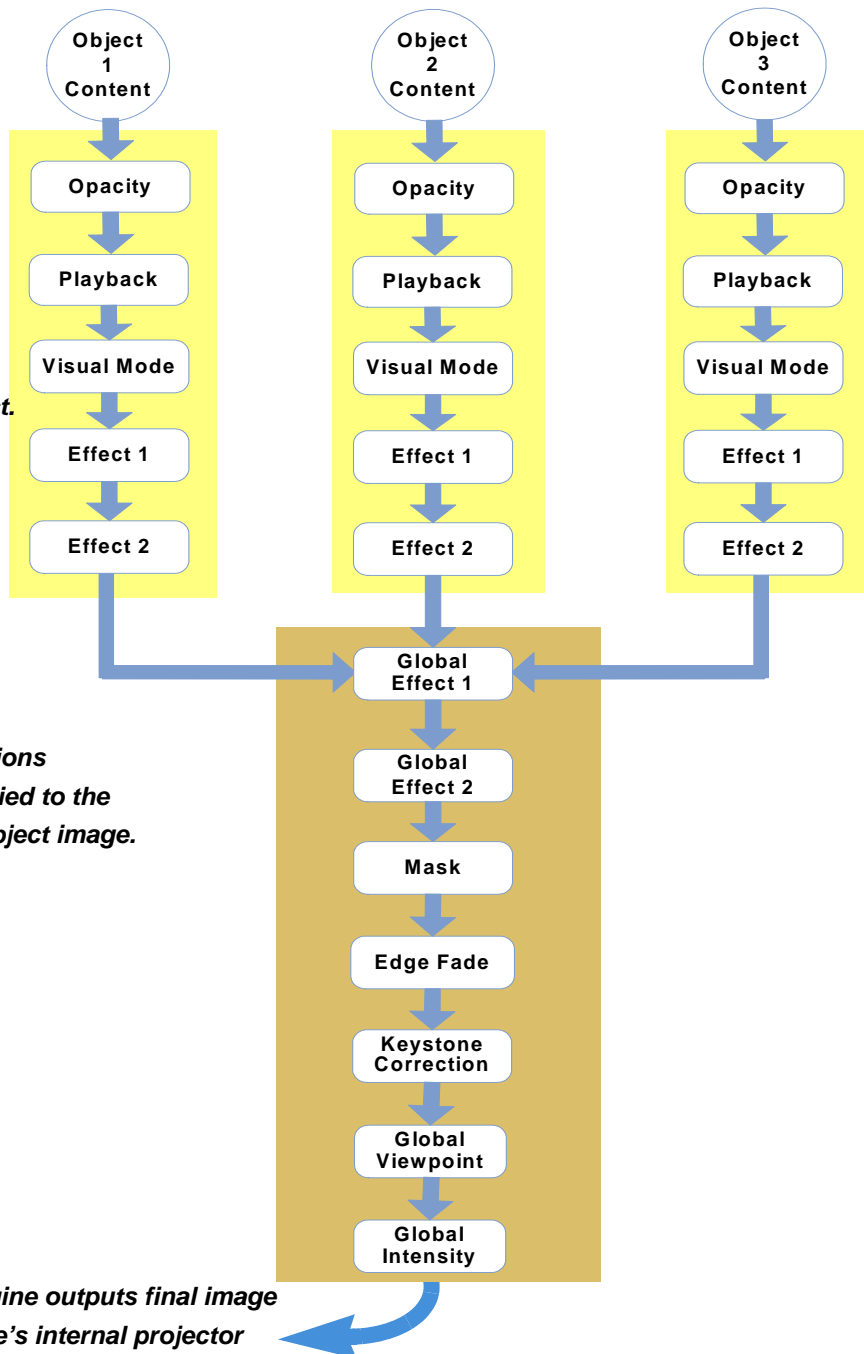 Object
1
Content
Object
2
Content
Object
3
Content
Opacity
Opacity
Opacity
Playback
Playback
Playback
Visual Mode
Visual Mode
Visual Mode
t.
Effect 1
Effect 1
Effect 1
Effect 2
Effect 2
Effect 2
Global
Effect 1
ions
ied to the
oject image.
Global
Effect 2
Mask
Edge Fade
Keystone
Correction
Global
Viewpoint
Global
Intensity
ine outputs final image
e's internal projector